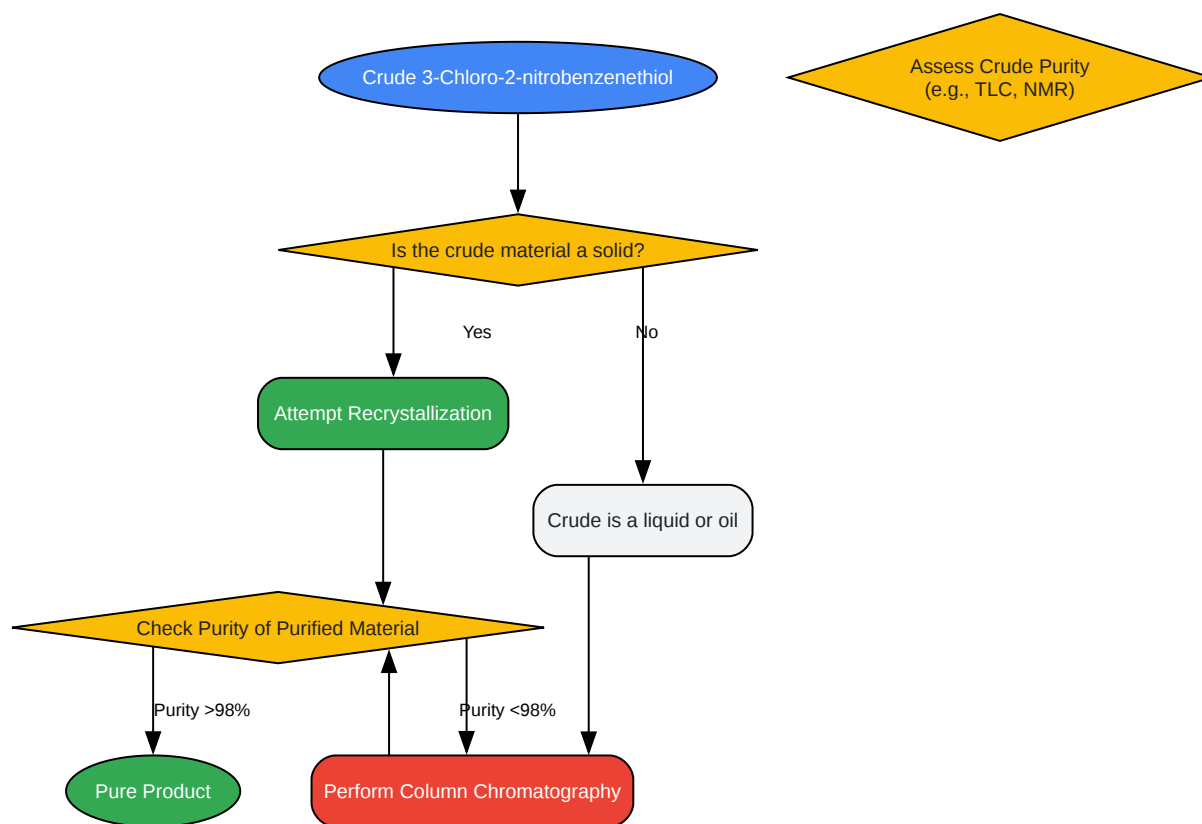 Crude 3-Chloro-2-nitrobenzenethiol
Assess Crude Purity
(e.g., TLC, NMR)
Is the crude material a solid?
Yes
No
Attempt Recrystallization
Crude is a liquid or oil
Check Purity of Purified Material
Purity >98%
Purity <98%
Pure Product
Perform Column Chromatography